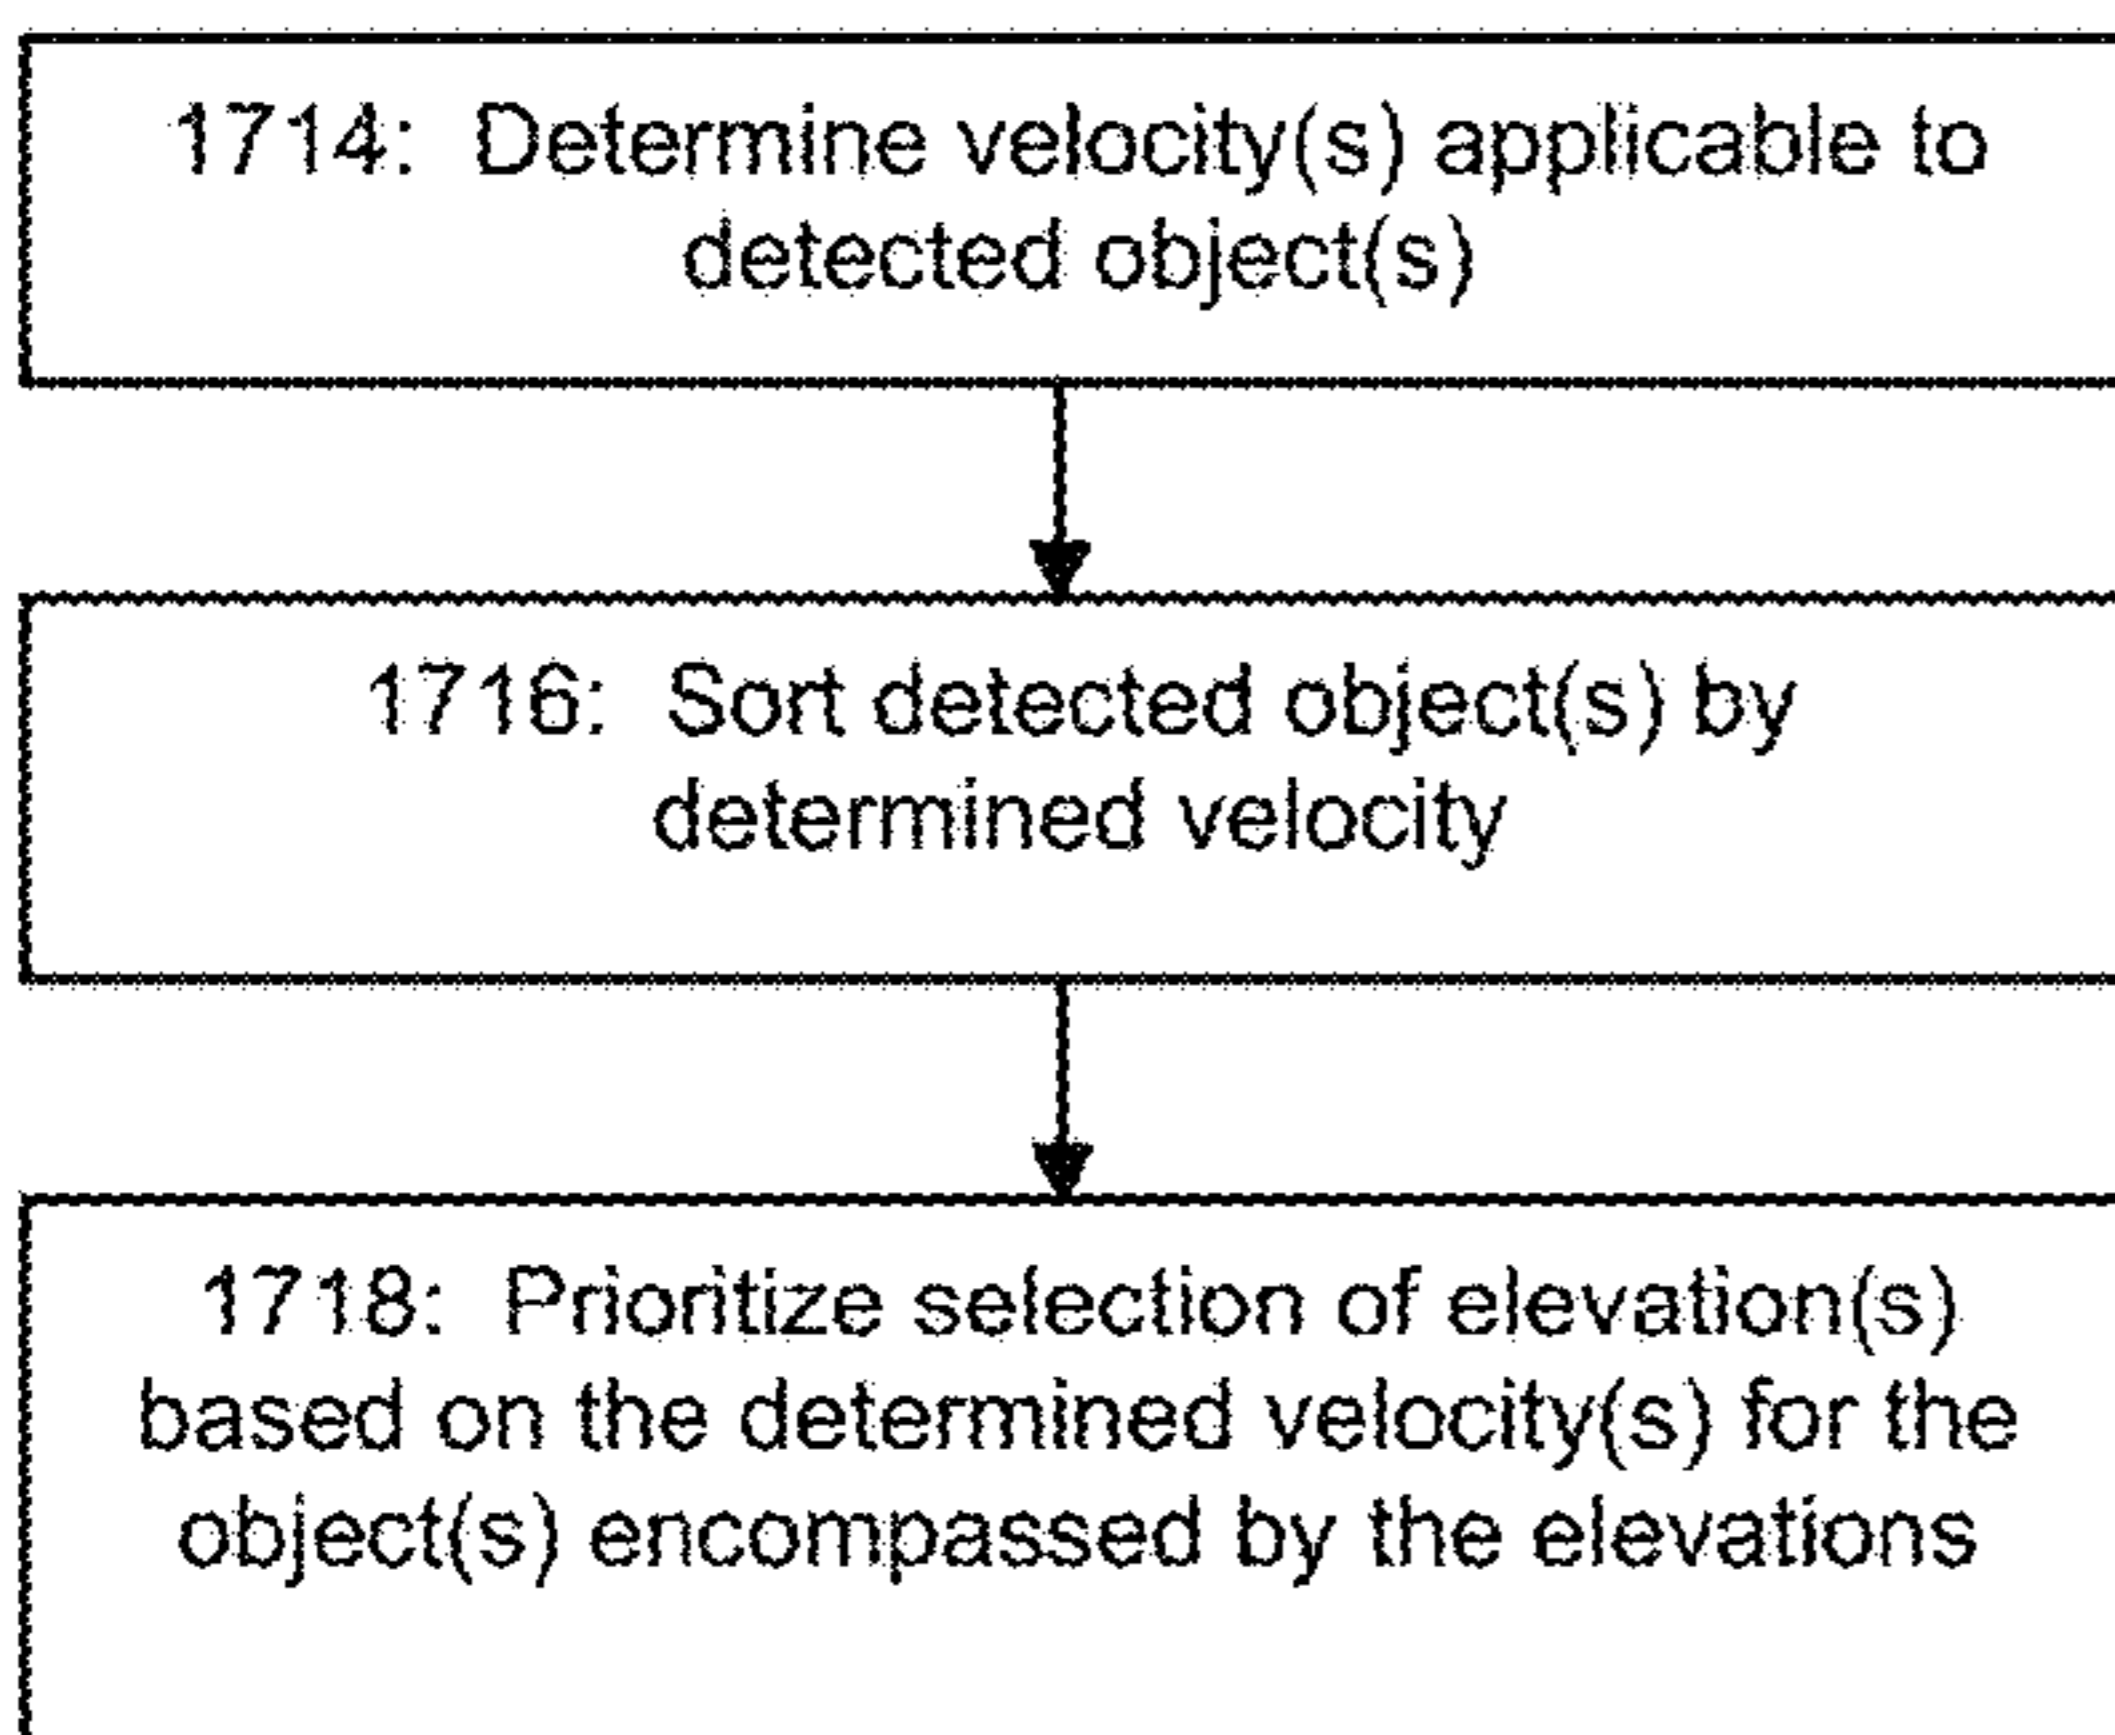 1714: Determine velocity(s) applicable to
detected object(s)
1716: Sort detected object(s) by
determined velocity
1718: Prioritize selection of elevation(s)
based on the determined velocity(s) for the
object(s) encompassed by the elevations